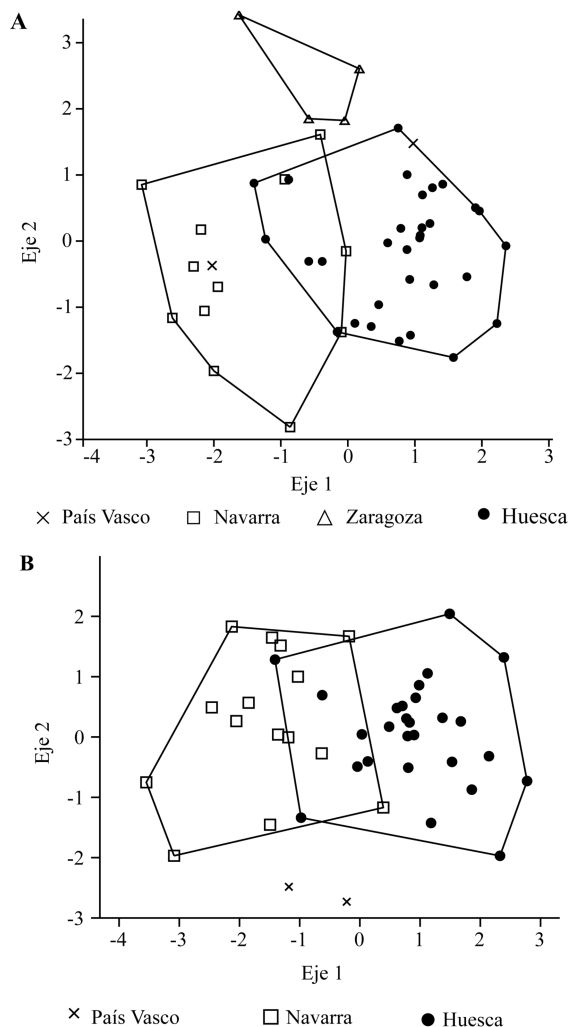 A
3
2
1
0
-1
-2
-3
Eje 2
-4 -3 -2 -1 0 1 2 3
Eje 1
País Vasco Navarra Zaragoza Huesca
B
2
1
0
-1
-2
-3
Eje 2
-4 -3 -2 -1 0 1 2 3
Eje 1
País Vasco Navarra Huesca